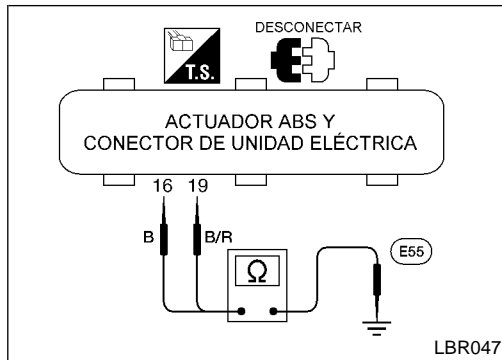 DESCONECTAR
T.S.
ACTUADOR ABS Y
CONECTOR DE UNIDAD ELÉCTRICA
16 19
B B/R
Ω
E55
LBR047